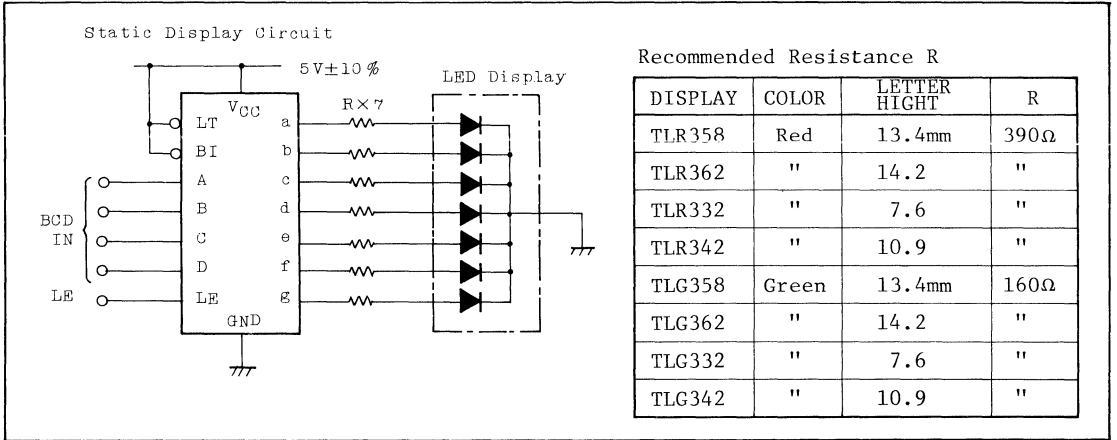 Static Display Circuit
5V±10%
LED Display
VCC
R×7
LT
a
BI
b
A
c
B
d
C
e
D
f
LE
g
GND
BCD
IN
LE
Recommended Resistance R
DISPLAY COLOR LETTER HIGHT R
TLR358 Red 13.4mm 390Ω
TLR362 " 14.2 "
TLR332 " 7.6 "
TLR342 " 10.9 "
TLG358 Green 13.4mm 160Ω
TLG362 " 14.2 "
TLG332 " 7.6 "
TLG342 " 10.9 "